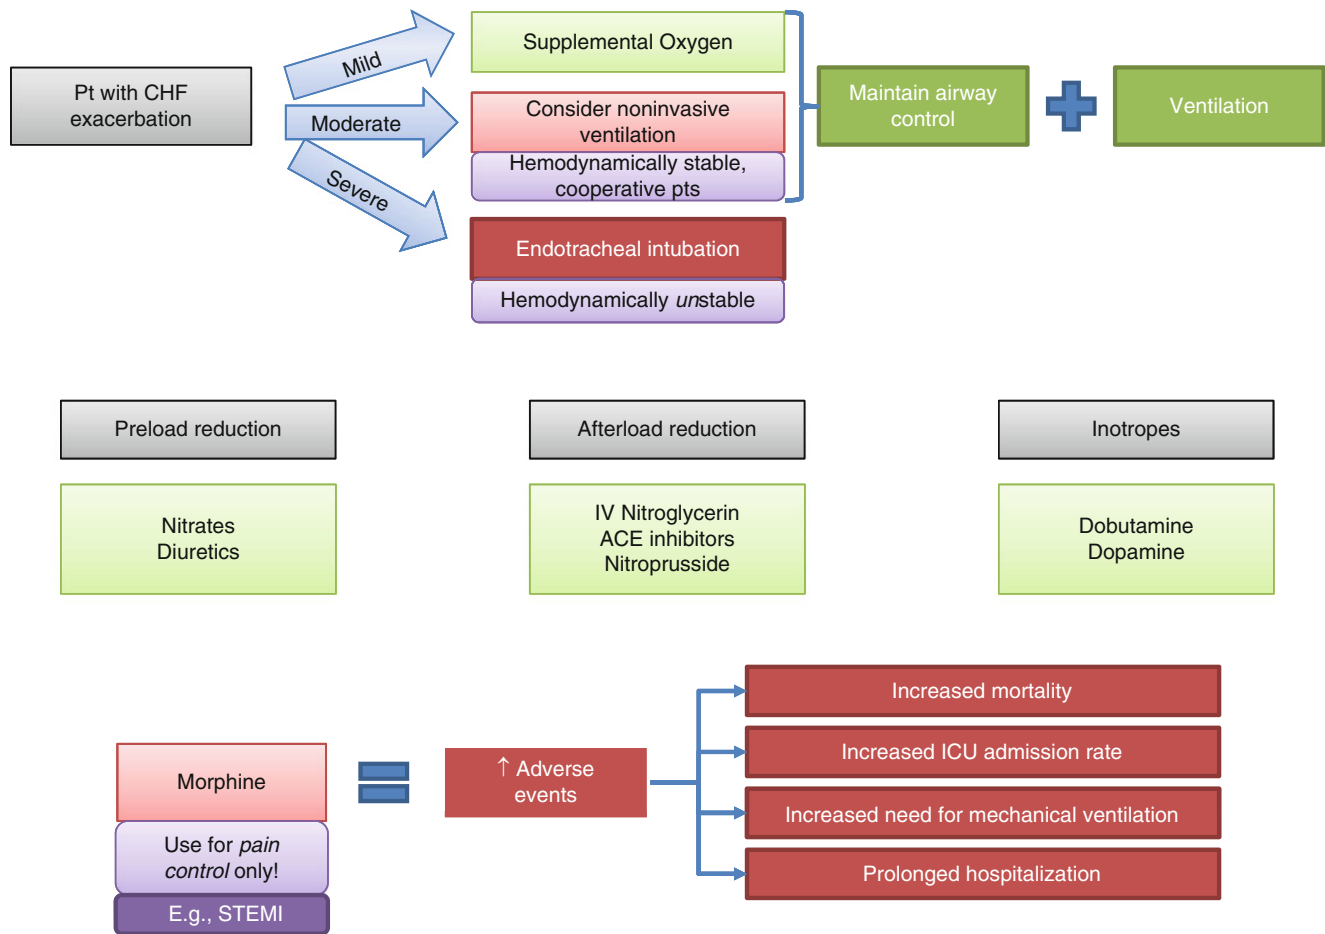 Pt with CHF
exacerbation
Mild
Moderate
Severe
Supplemental Oxygen
Consider noninvasive
ventilation
Hemodynamically stable,
cooperative pts
Endotracheal intubation
Hemodynamically unstable
Maintain airway
control
Ventilation
Preload reduction
Nitrates
Diuretics
Afterload reduction
IV Nitroglycerin
ACE inhibitors
Nitroprusside
Inotropes
Dobutamine
Dopamine
Morphine
Use for pain
control only!
E.g., STEMI
↑ Adverse
events
Increased mortality
Increased ICU admission rate
Increased need for mechanical ventilation
Prolonged hospitalization